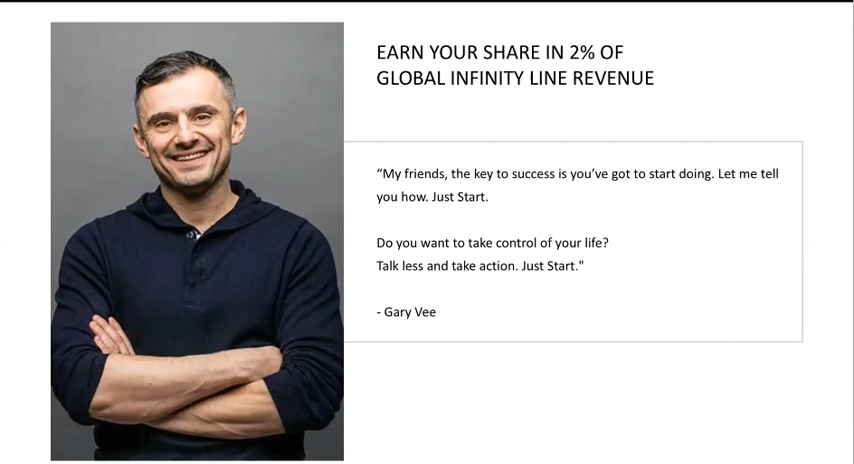 EARN YOUR SHARE IN 2% OF
GLOBAL INFINITY LINE REVENUE
“My friends, the key to success is you’ve got to start doing. Let me tell
you how. Just Start.
Do you want to take control of your life?
Talk less and take action. Just Start."
- Gary Vee